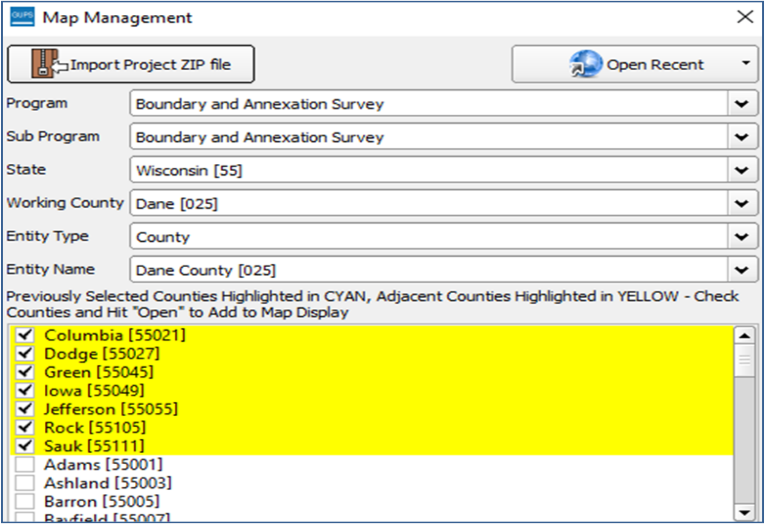 GUPS Map Management
Import Project ZIP file
Open Recent
Program Boundary and Annexation Survey
Sub Program Boundary and Annexation Survey
State Wisconsin [55]
Working County Dane [025]
Entity Type County
Entity Name Dane County [025]
Previously Selected Counties Highlighted in CYAN, Adjacent Counties Highlighted in YELLOW - Check
Counties and Hit "Open" to Add to Map Display
Columbia [55021]
Dodge [55027]
Green [55045]
Iowa [55049]
Jefferson [55055]
Rock [55105]
Sauk [55111]
Adams [55001]
Ashland [55003]
Barron [55005]
Bayfield [55007]